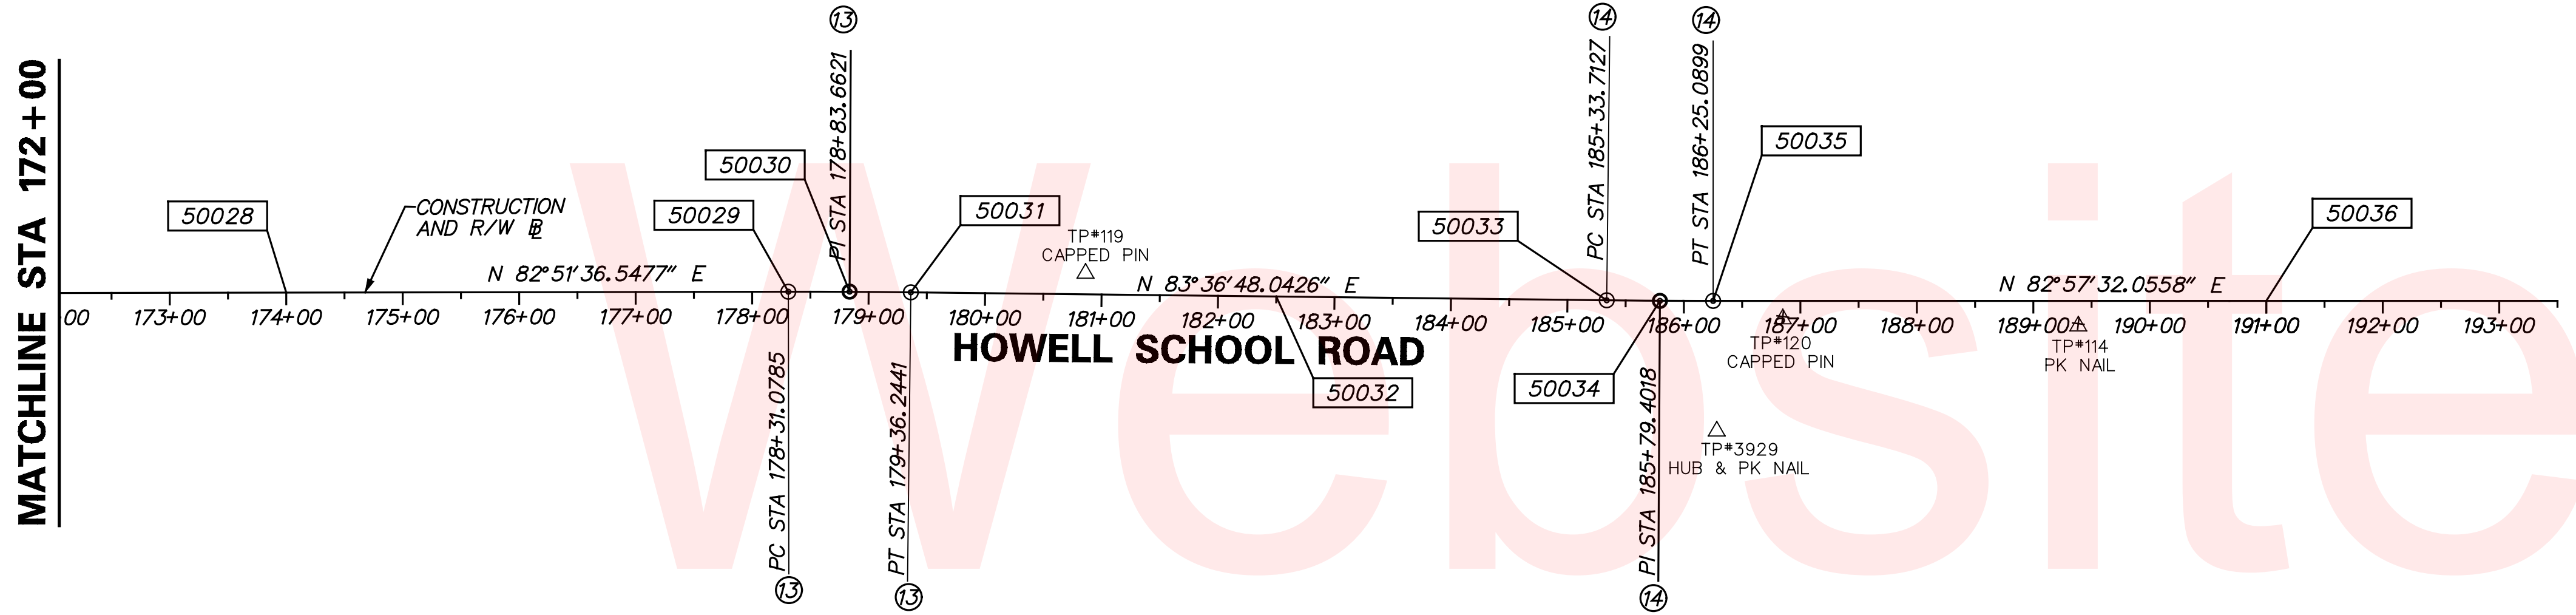 MATCHLINE STA 172+00
13
PI STA 178+83.6621
14
PC STA 185+33.7127
14
PT STA 186+25.0899
50028
CONSTRUCTION
AND R/W BL
50029
50030
50031
TP#119
CAPPED PIN
50033
50035
50036
N 82°51'36.5477" E
N 83°36'48.0426" E
N 82°57'32.0558" E
00
173+00
174+00
175+00
176+00
177+00
178+00
179+00
180+00
181+00
182+00
183+00
184+00
185+00
186+00
187+00
188+00
189+00
190+00
191+00
192+00
193+00
HOWELL SCHOOL ROAD
TP#120
CAPPED PIN
TP#114
PK NAIL
50032
50034
PC STA 178+31.0785
13
PT STA 179+36.2441
13
PI STA 185+79.4018
14
TP#3929
HUB & PK NAIL
Website